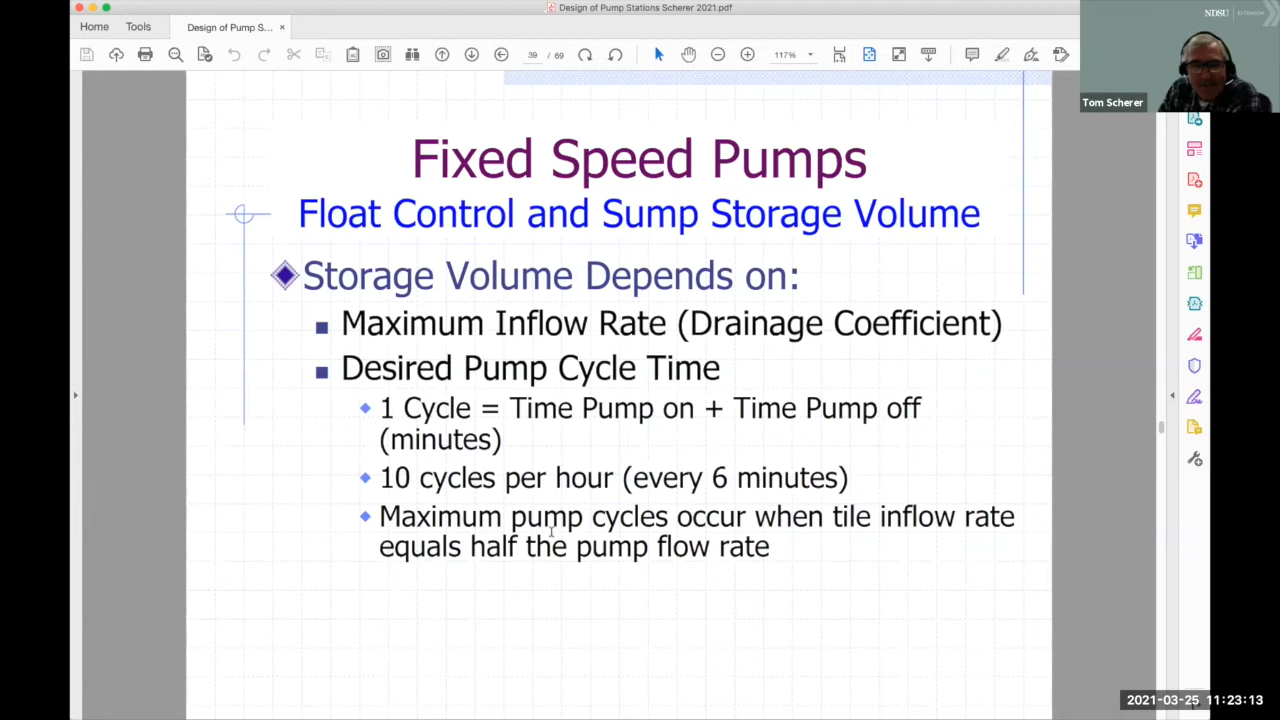 Design of Pump Stations Scherer 2021.pdf
NDSU EXTENSION
Home Tools Design of Pump S... ×
39 / 69 117%
Tom Scherer
Fixed Speed Pumps
Float Control and Sump Storage Volume
Storage Volume Depends on:
Maximum Inflow Rate (Drainage Coefficient)
Desired Pump Cycle Time
1 Cycle = Time Pump on + Time Pump off
(minutes)
10 cycles per hour (every 6 minutes)
Maximum pump cycles occur when tile inflow rate
equals half the pump flow rate
2021-03-25 11:23:13